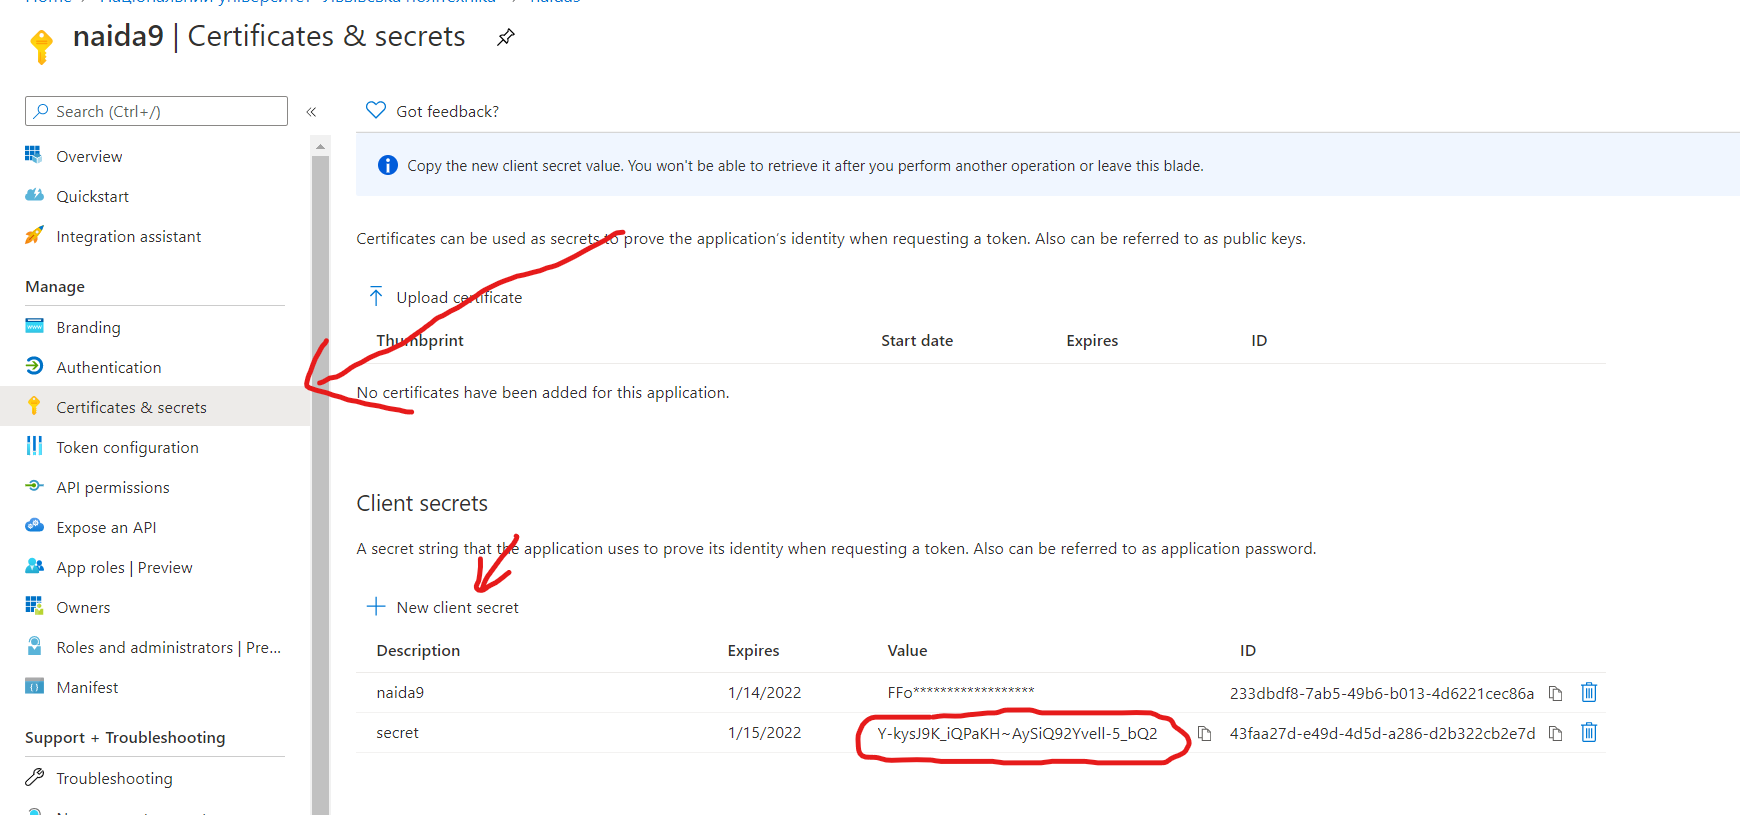 Home > Національний університет "Львівська політехніка" > naida9
naida9 | Certificates & secrets
Search (Ctrl+/)
«
Overview
Quickstart
Integration assistant
Manage
Branding
Authentication
Certificates & secrets
Token configuration
API permissions
Expose an API
App roles | Preview
Owners
Roles and administrators | Pre...
Manifest
Support + Troubleshooting
Troubleshooting
Got feedback?
Copy the new client secret value. You won't be able to retrieve it after you perform another operation or leave this blade.
Certificates can be used as secrets to prove the application's identity when requesting a token. Also can be referred to as public keys.
Upload certificate
Thumbprint Start date Expires ID
No certificates have been added for this application.
Client secrets
A secret string that the application uses to prove its identity when requesting a token. Also can be referred to as application password.
New client secret
Description Expires Value ID
naida9 1/14/2022 FFo****************** 233dbdf8-7ab5-49b6-b013-4d6221cec86a
secret 1/15/2022 Y-kysJ9K_iQPaKH~AySiQ92Yvell-5_bQ2 43faa27d-e49d-4d5d-a286-d2b322cb2e7d